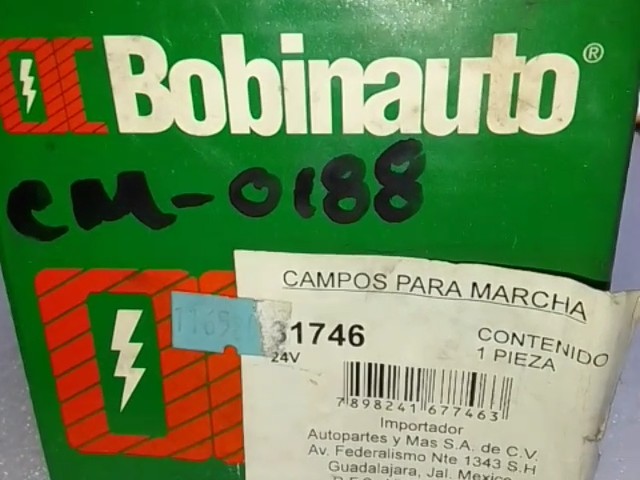 Bobinauto®
CM-0188
CAMPOS PARA MARCHA
31746
CONTENIDO
1 PIEZA
24V
7898241677463
Importador
Autopartes y Mas S.A. de C.V.
Av. Federalismo Nte 1343 S.H
Guadalajara, Jal. Mexico